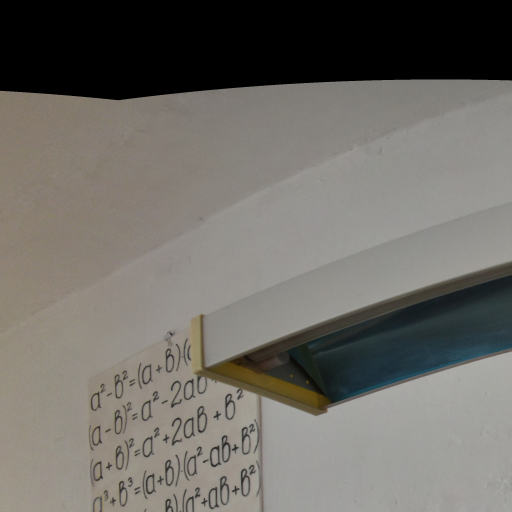 a²-b²=(a+b)·(
(a-b)²=a²-2ab
(a+b)²=a²+2ab+b²
a³+b³=(a+b)·(a²-ab+b²)
b)·(a²+ab+b²)